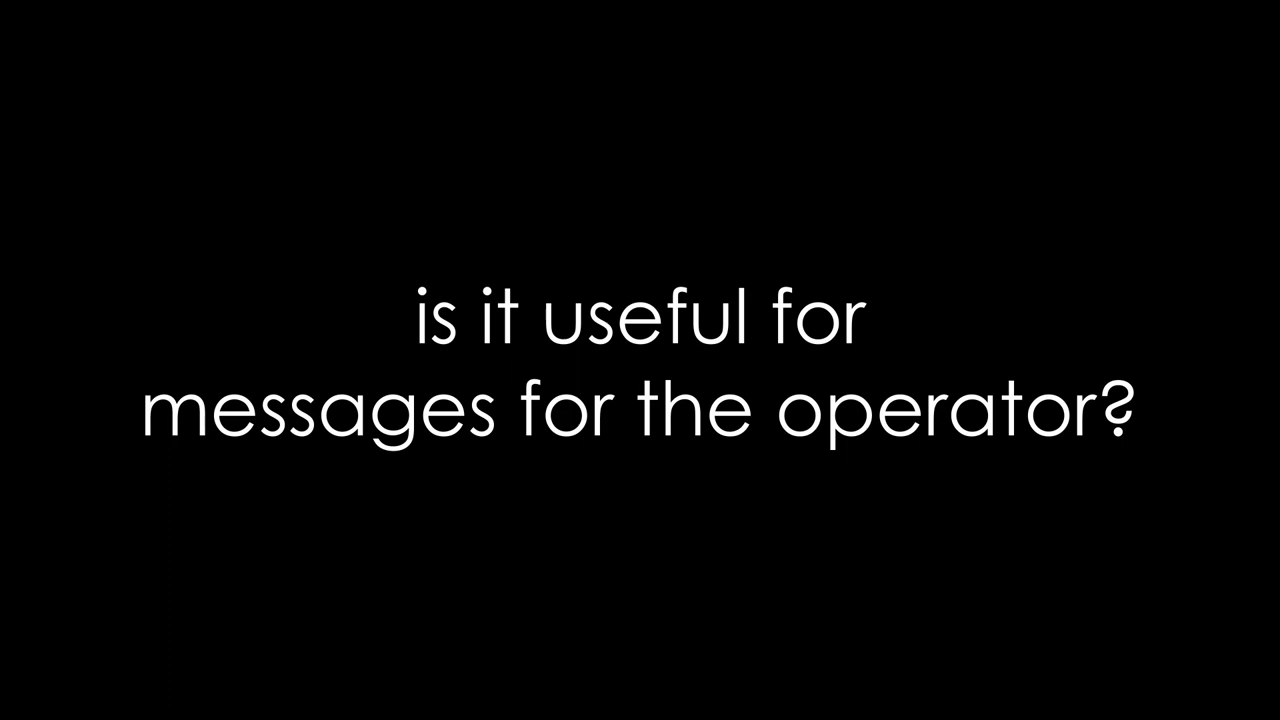 is it useful for
messages for the operator?